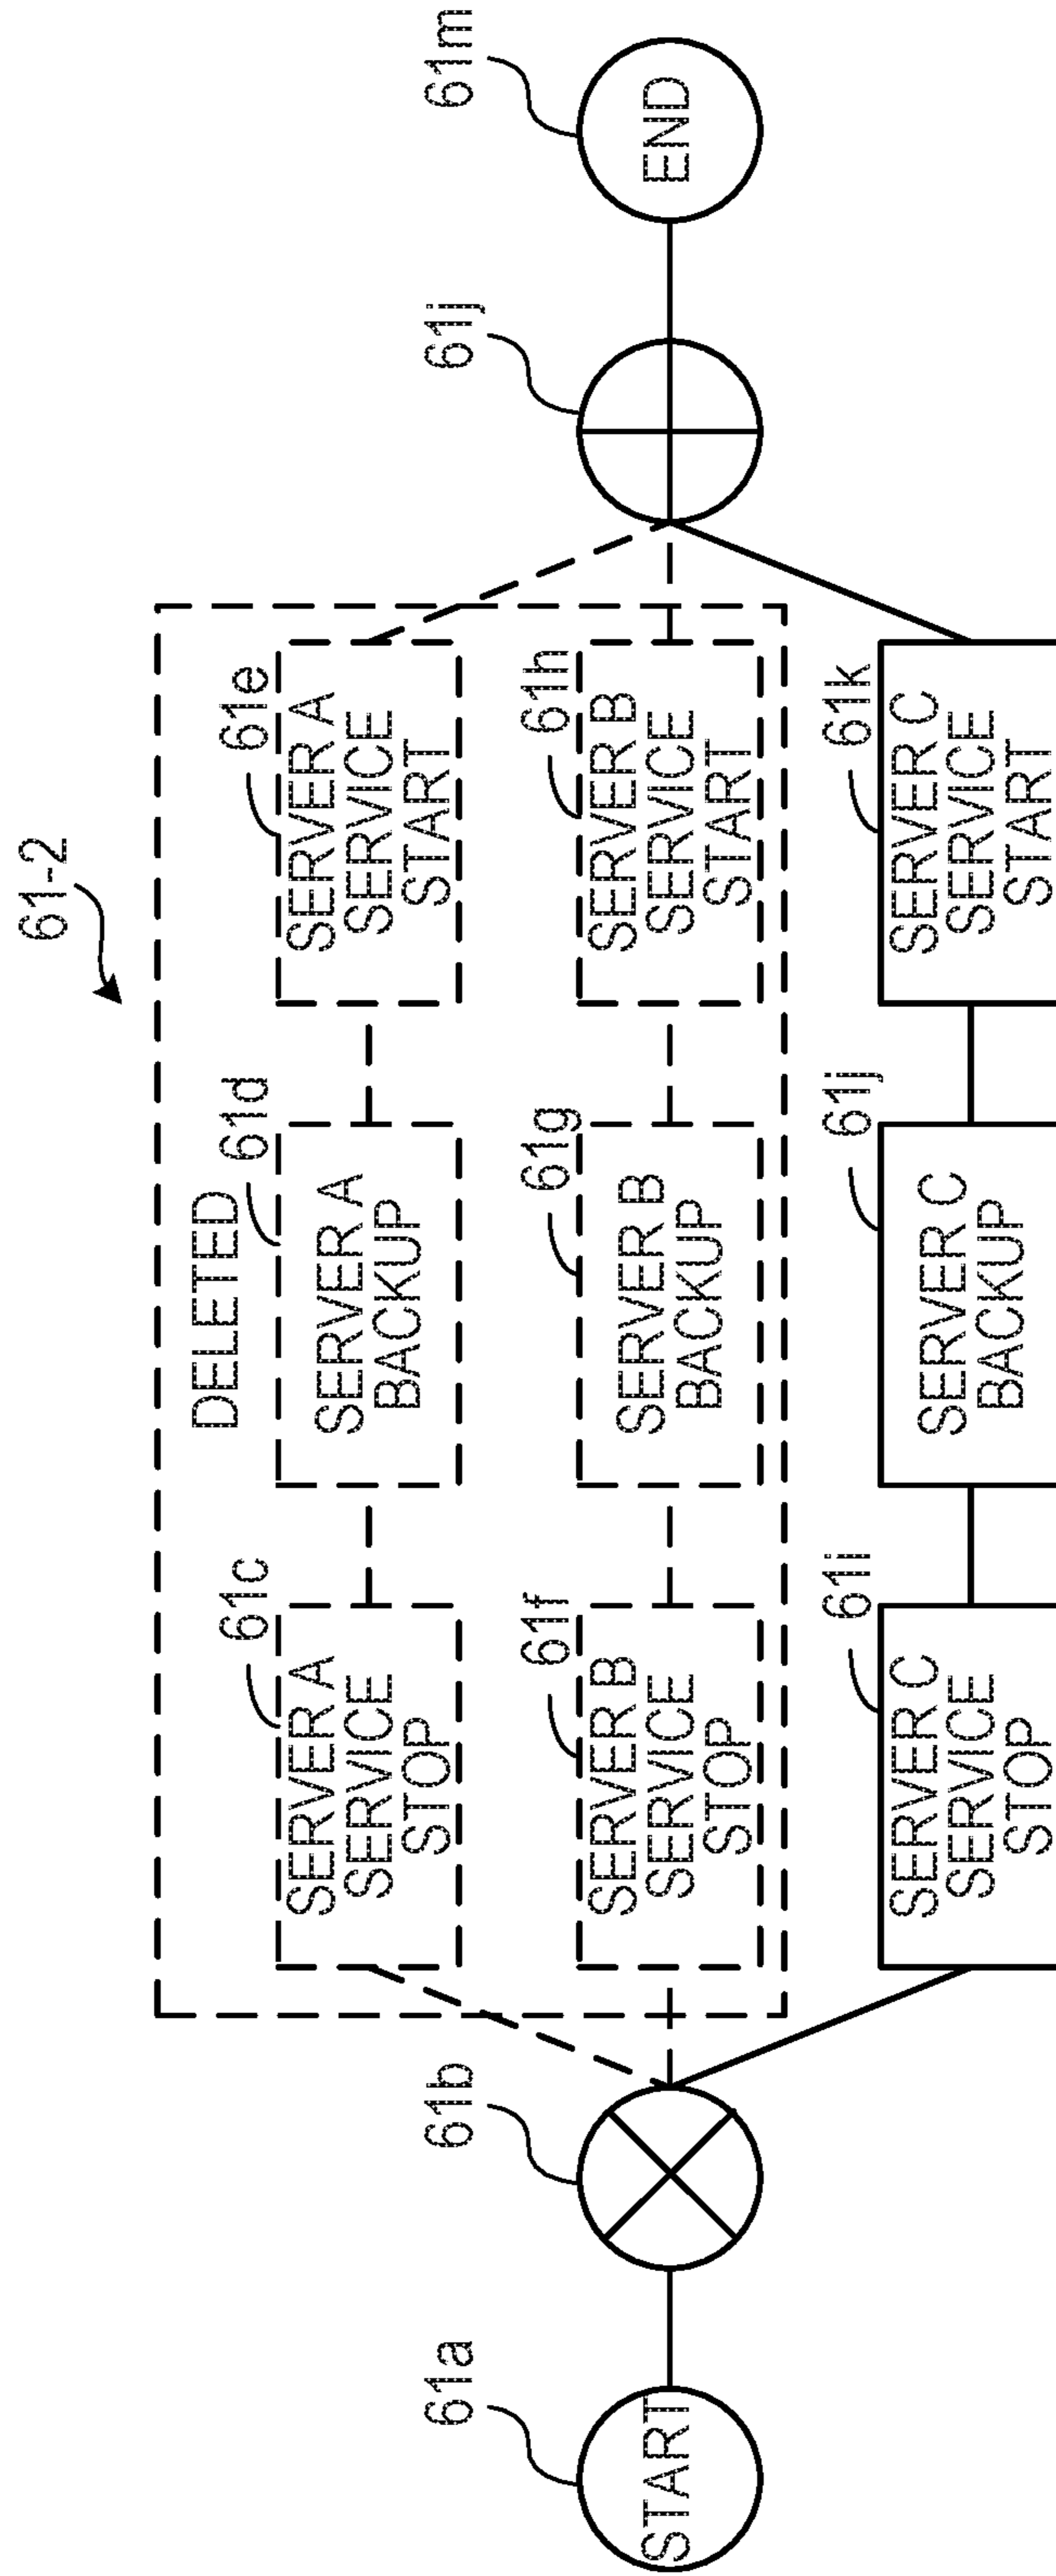 61-2
DELETED
61c
SERVER A
SERVICE
STOP
61d
SERVER A
BACKUP
61e
SERVER A
SERVICE
START
61a
START
61b
61f
SERVER B
SERVICE
STOP
61g
SERVER B
BACKUP
61h
SERVER B
SERVICE
START
61j
61m
END
61i
SERVER C
SERVICE
STOP
61j
SERVER C
BACKUP
61k
SERVER C
SERVICE
START